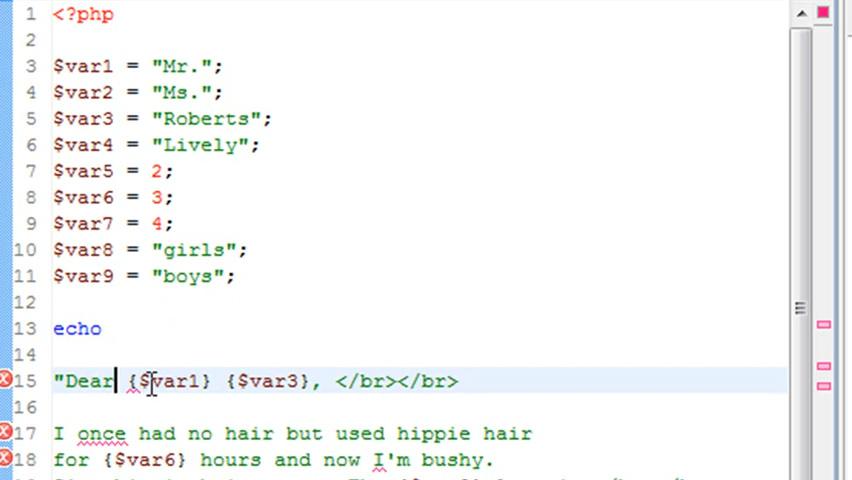 1 <?php
2
3 $var1 = "Mr.";
4 $var2 = "Ms.";
5 $var3 = "Roberts";
6 $var4 = "Lively";
7 $var5 = 2;
8 $var6 = 3;
9 $var7 = 4;
10 $var8 = "girls";
11 $var9 = "boys";
12
13 echo
14
15 "Dear {$var1} {$var3}, </br></br>
16
17 I once had no hair but used hippie hair
18 for {$var6} hours and now I'm bushy.